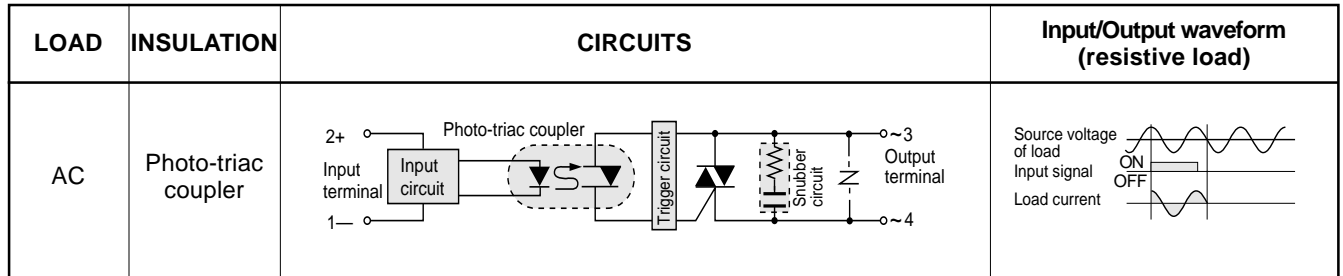 LOAD
INSULATION
CIRCUITS
Input/Output waveform
(resistive load)
AC
Photo-triac
coupler
2+
Input
terminal
1—
Input
circuit
Photo-triac coupler
Trigger circuit
Snubber
circuit
~3
Output
terminal
~4
Source voltage
of load
Input signal
ON
OFF
Load current